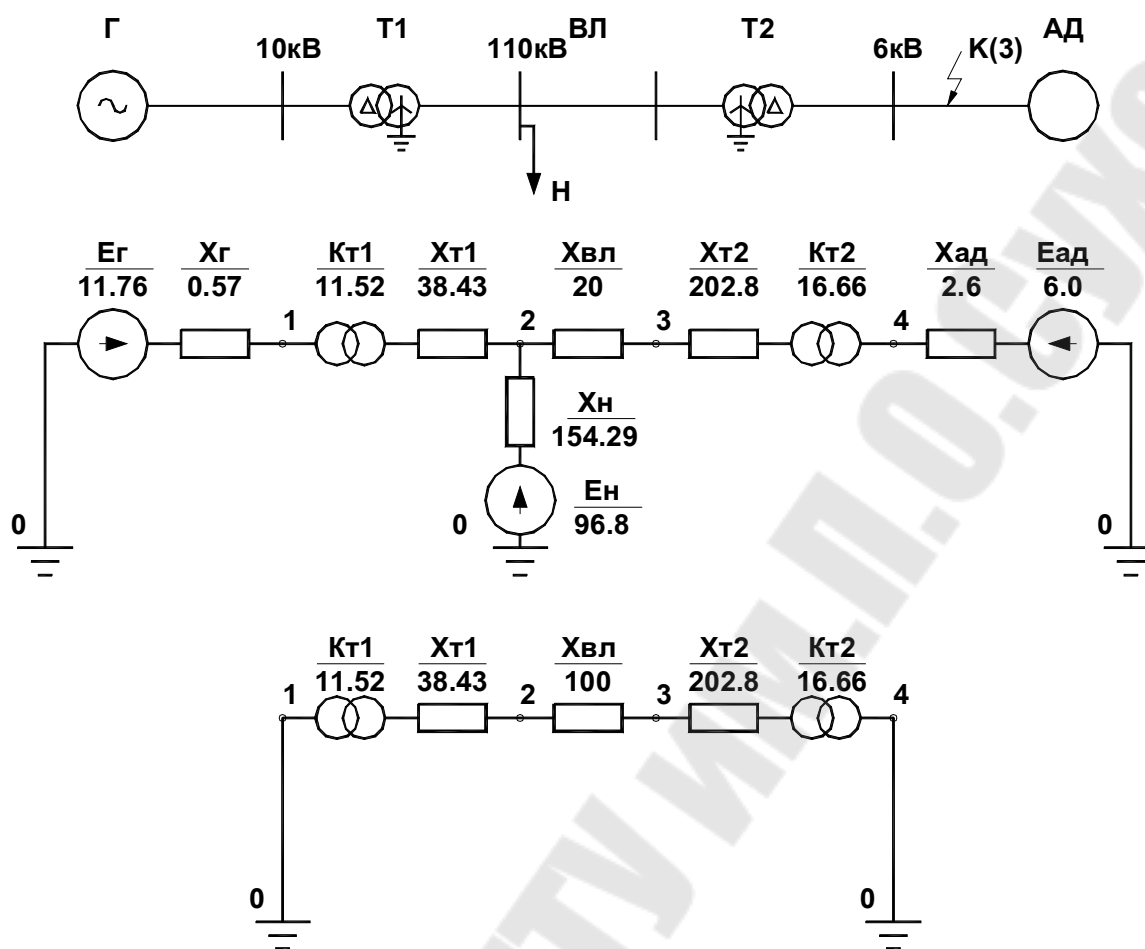 Г Т1 ВЛ Т2 АД
10кВ 110кВ 6кВ К(3)
Н
Ег Хг Кт1 Хт1 Хвл Хт2 Кт2 Хад Еад
11.76 0.57 11.52 38.43 20 202.8 16.66 2.6 6.0
1 2 3 4
Хн
154.29
Ен
96.8
0 0 0
Кт1 Хт1 Хвл Хт2 Кт2
11.52 38.43 100 202.8 16.66
1 2 3 4
0 0
ТУ ИМ.П.О.СУХО